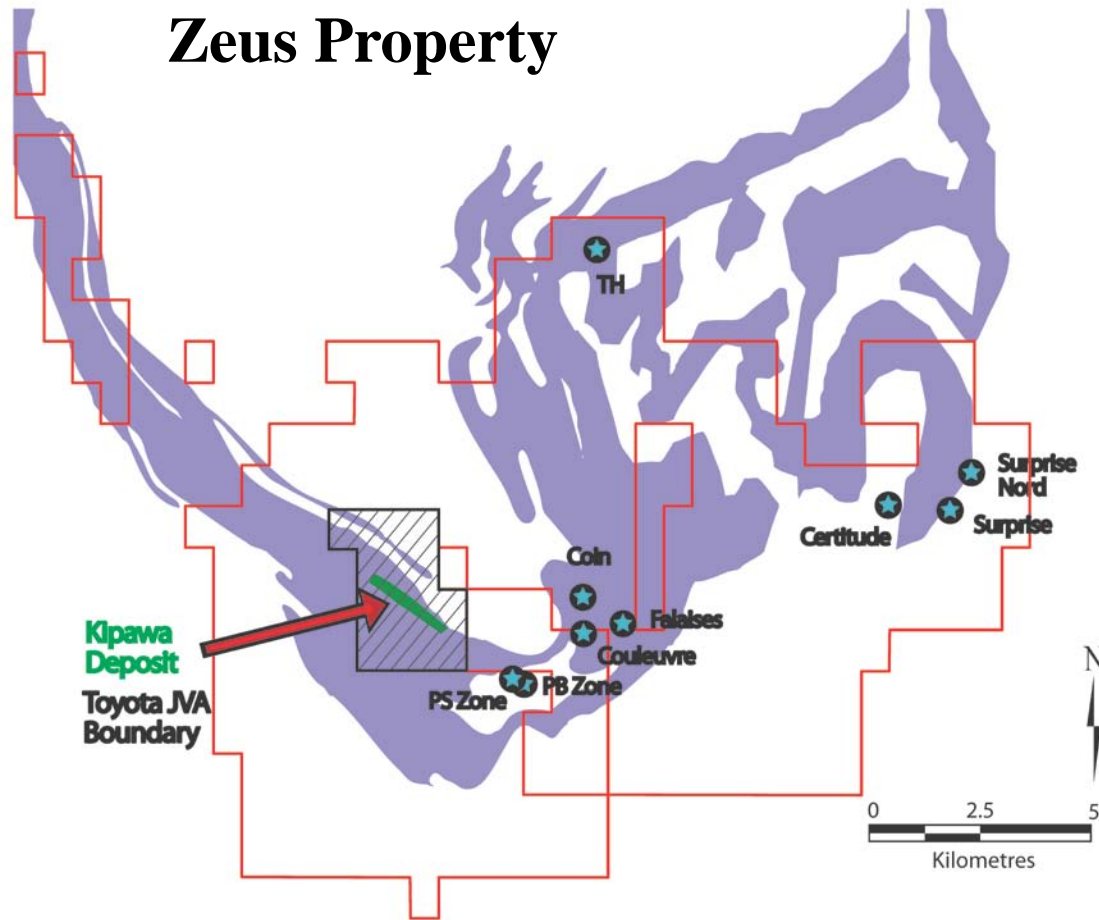 Zeus Property
TH
Surprise
Nord
Certitude
Surprise
Coin
Falaises
Couleuvre
Kipawa
Deposit
PS Zone
PB Zone
Toyota JVA
Boundary
N
0 2.5 5
Kilometres